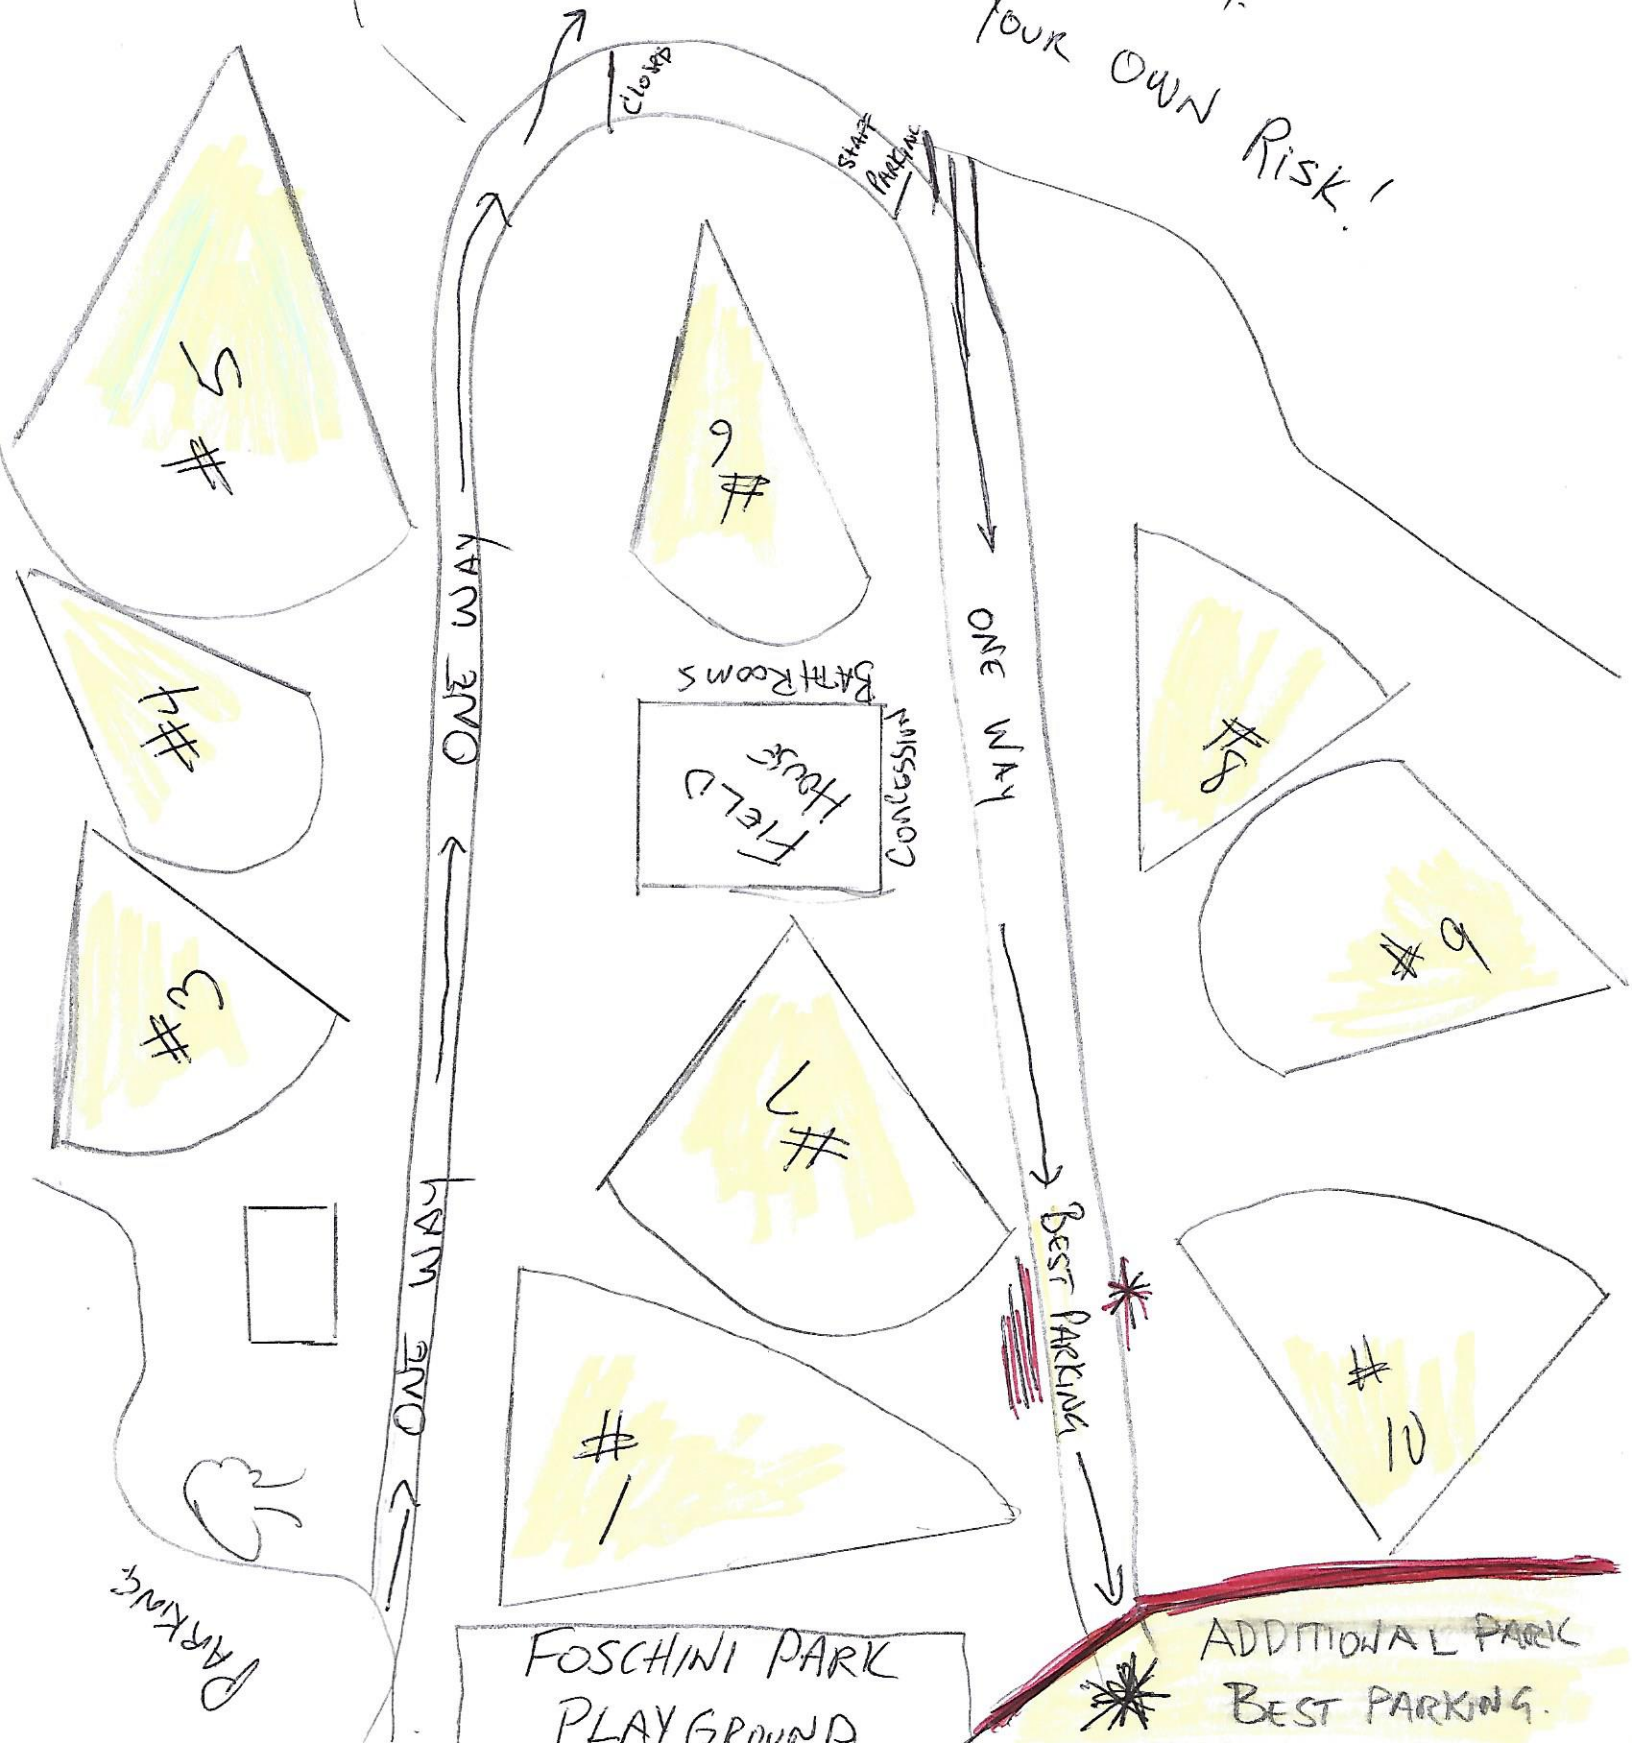 YOUR OWN RISK!
CLOSED
STAFF
PARKING
# 5
# 6
ONE WAY
ONE WAY
BATHROOMS
CONCESSION
FIELD
HOUSE
#4
#8
#3
# 9
# 7
ONE WAY
BEST PARKING
#
1
#
10
PARKING
FOSCHINI PARK
PLAYGROUND
ADDITIONAL PARK
BEST PARKING.